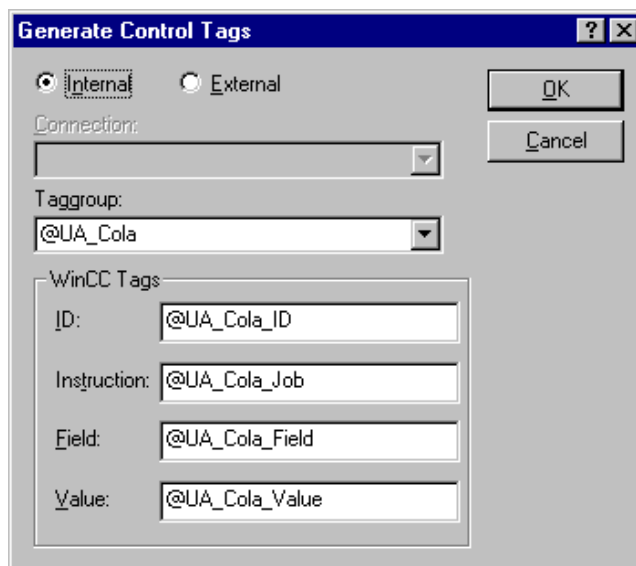 Generate Control Tags
Internal External OK
Connection:
Cancel
Taggroup:
@UA_Cola
WinCC Tags
ID: @UA_Cola_ID
Instruction: @UA_Cola_Job
Field: @UA_Cola_Field
Value: @UA_Cola_Value